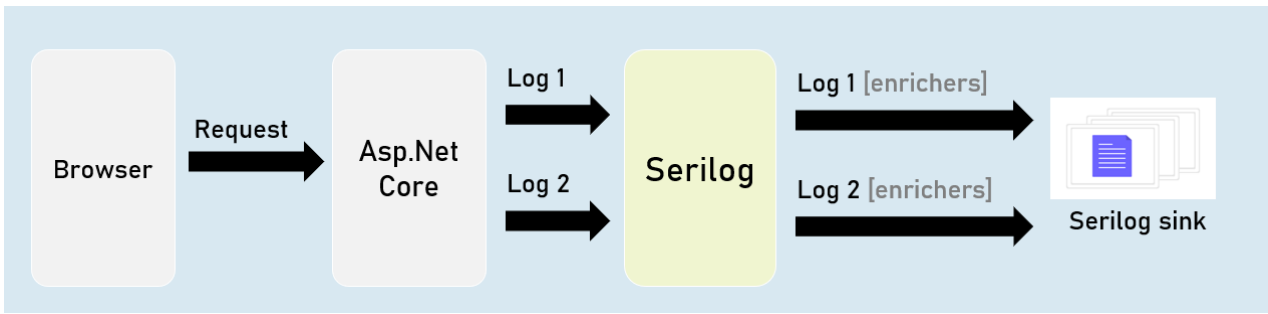 Browser
Request
Asp.Net
Core
Log 1
Log 2
Serilog
Log 1 [enrichers]
Log 2 [enrichers]
Serilog sink